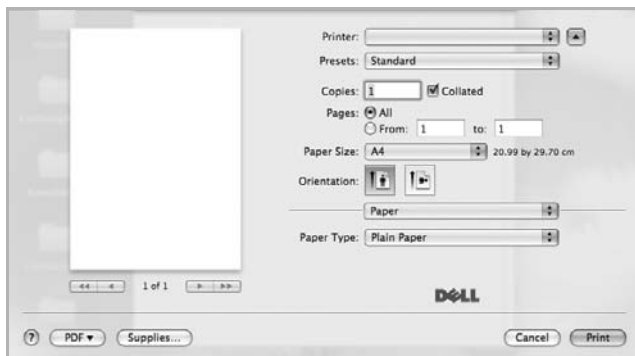 Printer:
Presets: Standard
Copies: 1 Collated
Pages: All
From: 1 to: 1
Paper Size: A4 20.99 by 29.70 cm
Orientation:
Paper
Paper Type: Plain Paper
1 of 1
DELL
? PDF Supplies... Cancel Print